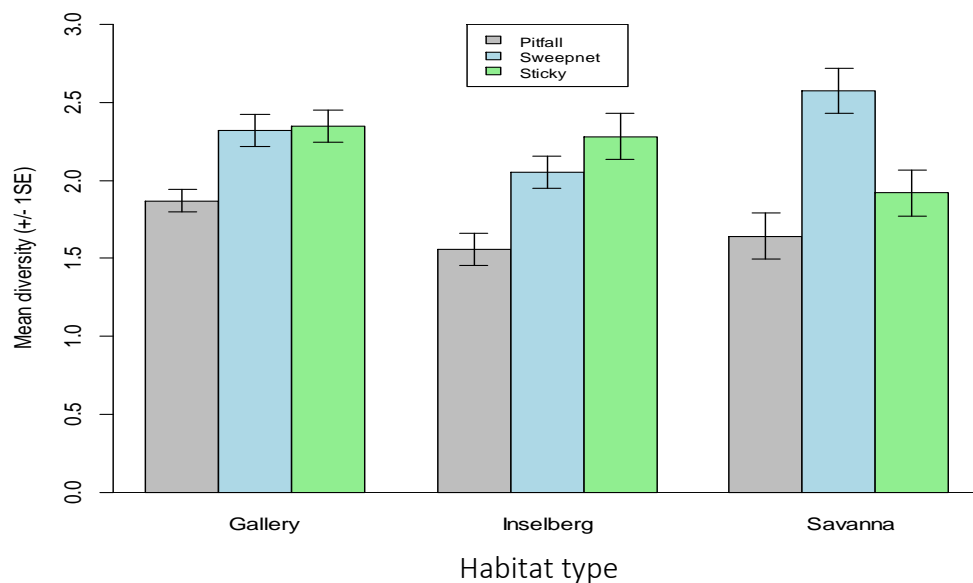 3.0
2.5
2.0
1.5
1.0
0.5
0.0
Mean diversity (+/- 1SE)
Pitfall
Sweepnet
Sticky
Gallery
Inselberg
Savanna
Habitat type